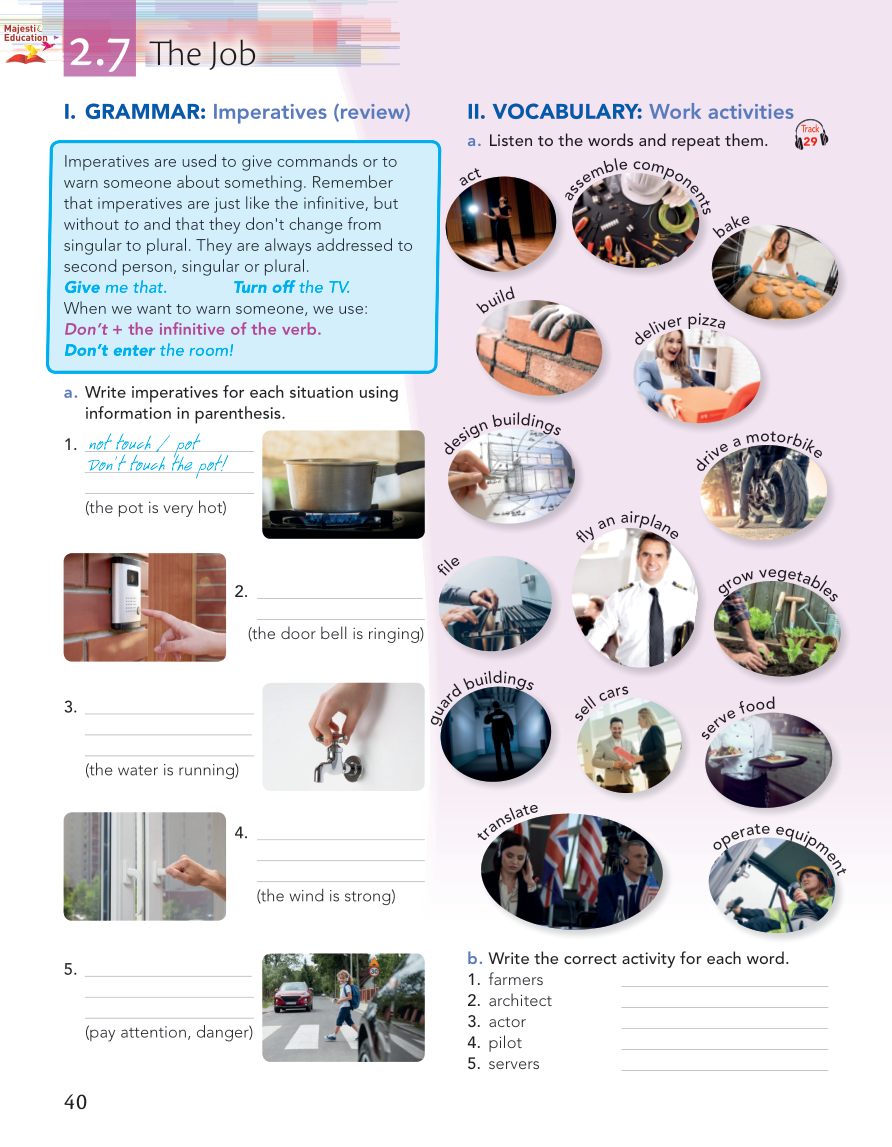 Majesti
Education
2.7 The Job
I. GRAMMAR: Imperatives (review)
Imperatives are used to give commands or to
warn someone about something. Remember
that imperatives are just like the infinitive, but
without to and that they don't change from
singular to plural. They are always addressed to
second person, singular or plural.
Give me that. Turn off the TV.
When we want to warn someone, we use:
Don't + the infinitive of the verb.
Don't enter the room!
a. Write imperatives for each situation using
information in parenthesis.
1. not touch / pot
Don't touch the pot!
(the pot is very hot)
2.
(the door bell is ringing)
3.
(the water is running)
4.
(the wind is strong)
5.
(pay attention, danger)
II. VOCABULARY: Work activities
a. Listen to the words and repeat them.
Track
29
act
assemble components
bake
build
deliver pizza
design buildings
drive a motorbike
file
fly an airplane
grow vegetables
guard buildings
sell cars
serve food
translate
operate equipment
b. Write the correct activity for each word.
1. farmers
2. architect
3. actor
4. pilot
5. servers
40